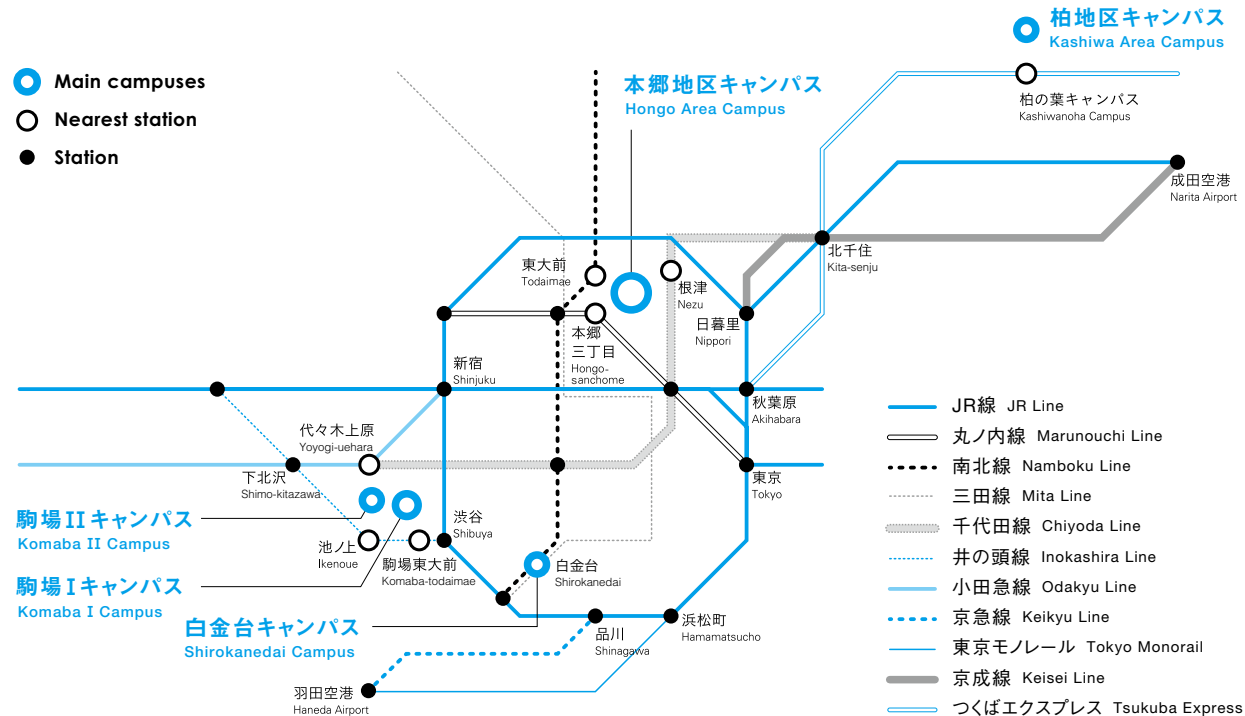 柏地区キャンパス
Kashiwa Area Campus
Main campuses
Nearest station
Station
本郷地区キャンパス
Hongo Area Campus
柏の葉キャンパス
Kashiwanoha Campus
成田空港
Narita Airport
北千住
Kita-senju
東大前
Todaimae
根津
Nezu
日暮里
Nippori
本郷
三丁目
Hongo-
sanchome
新宿
Shinjuku
秋葉原
Akihabara
代々木上原
Yoyogi-uehara
下北沢
Shimo-kitazawa
東京
Tokyo
駒場IIキャンパス
Komaba II Campus
渋谷
Shibuya
池ノ上
Ikenoue
駒場東大前
Komaba-todaimae
白金台
Shirokanedai
駒場Iキャンパス
Komaba I Campus
白金台キャンパス
Shirokanedai Campus
品川
Shinagawa
浜松町
Hamamatsucho
羽田空港
Haneda Airport
JR線 JR Line
丸ノ内線 Marunouchi Line
南北線 Namboku Line
三田線 Mita Line
千代田線 Chiyoda Line
井の頭線 Inokashira Line
小田急線 Odakyu Line
京急線 Keikyu Line
東京モノレール Tokyo Monorail
京成線 Keisei Line
つくばエクスプレス Tsukuba Express